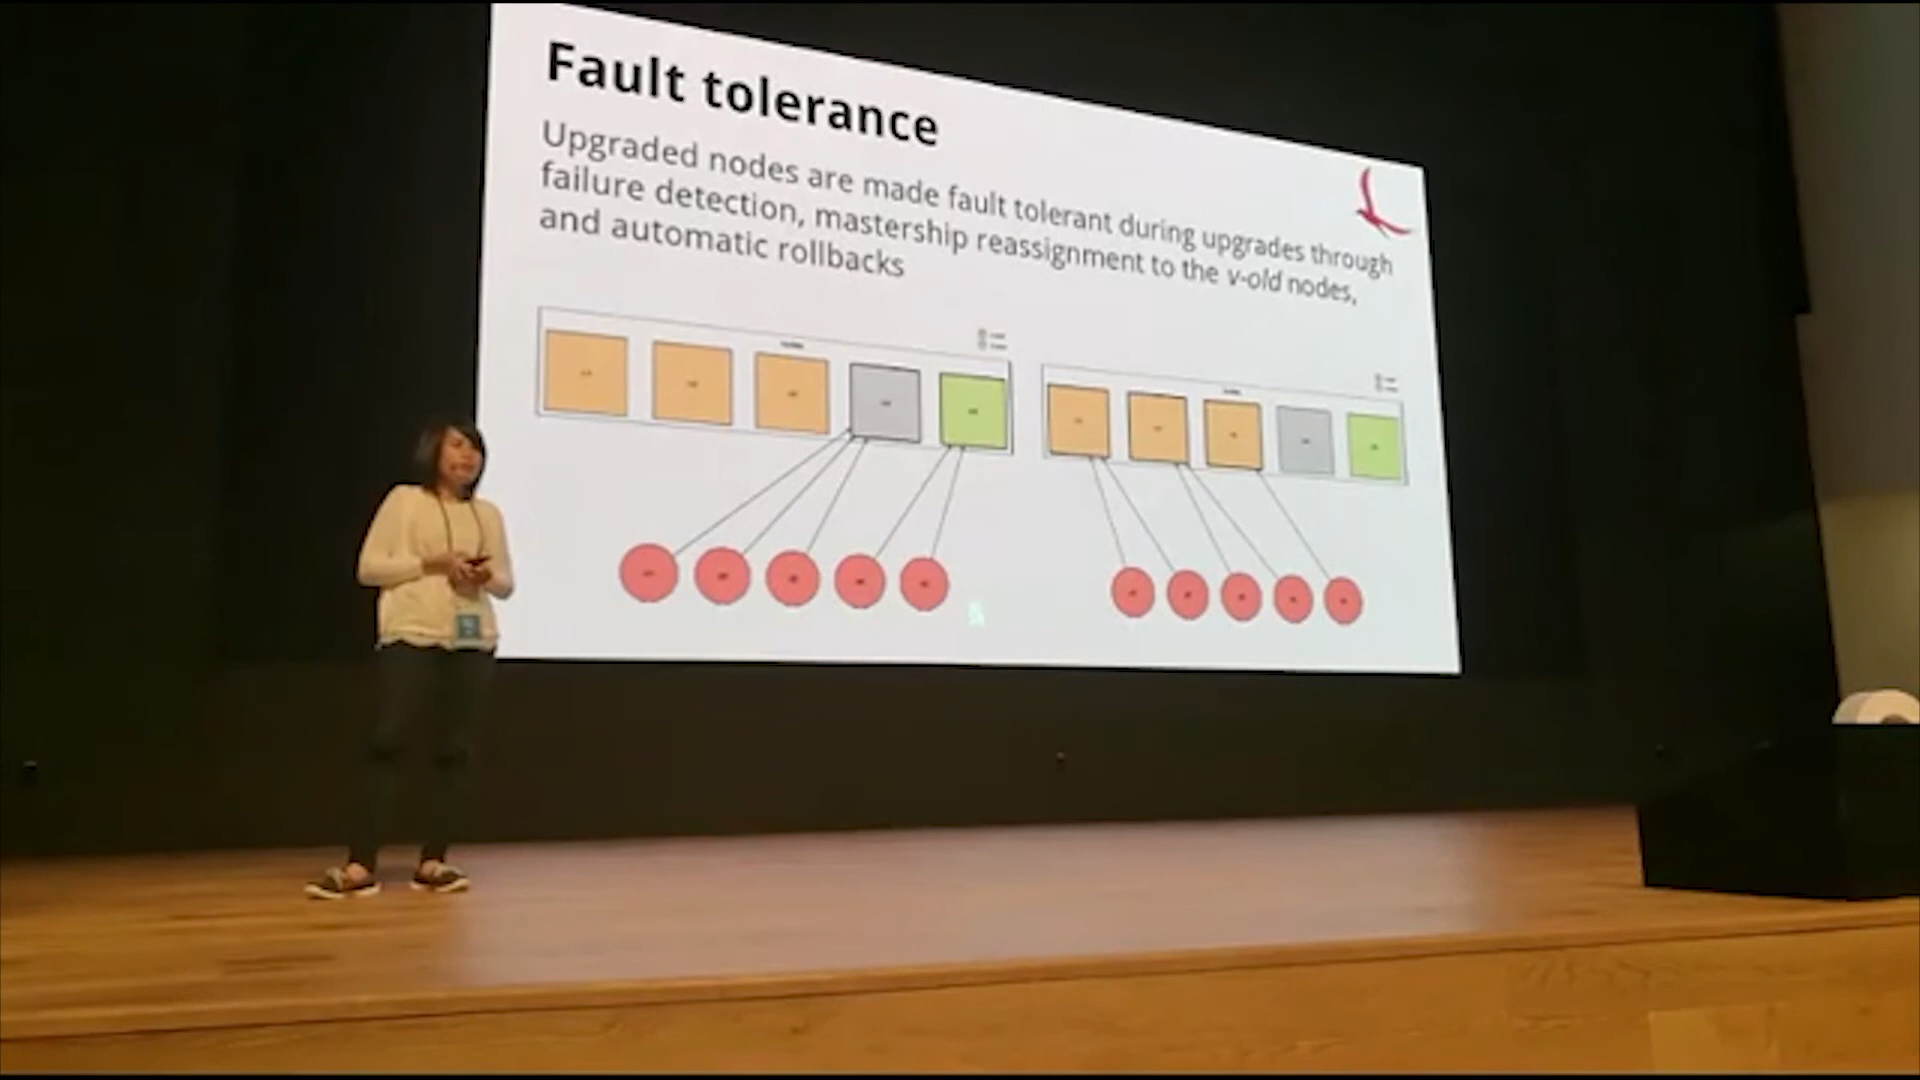 Fault tolerance
Upgraded nodes are made fault tolerant during upgrades through
failure detection, mastership reassignment to the v-old nodes,
and automatic rollbacks